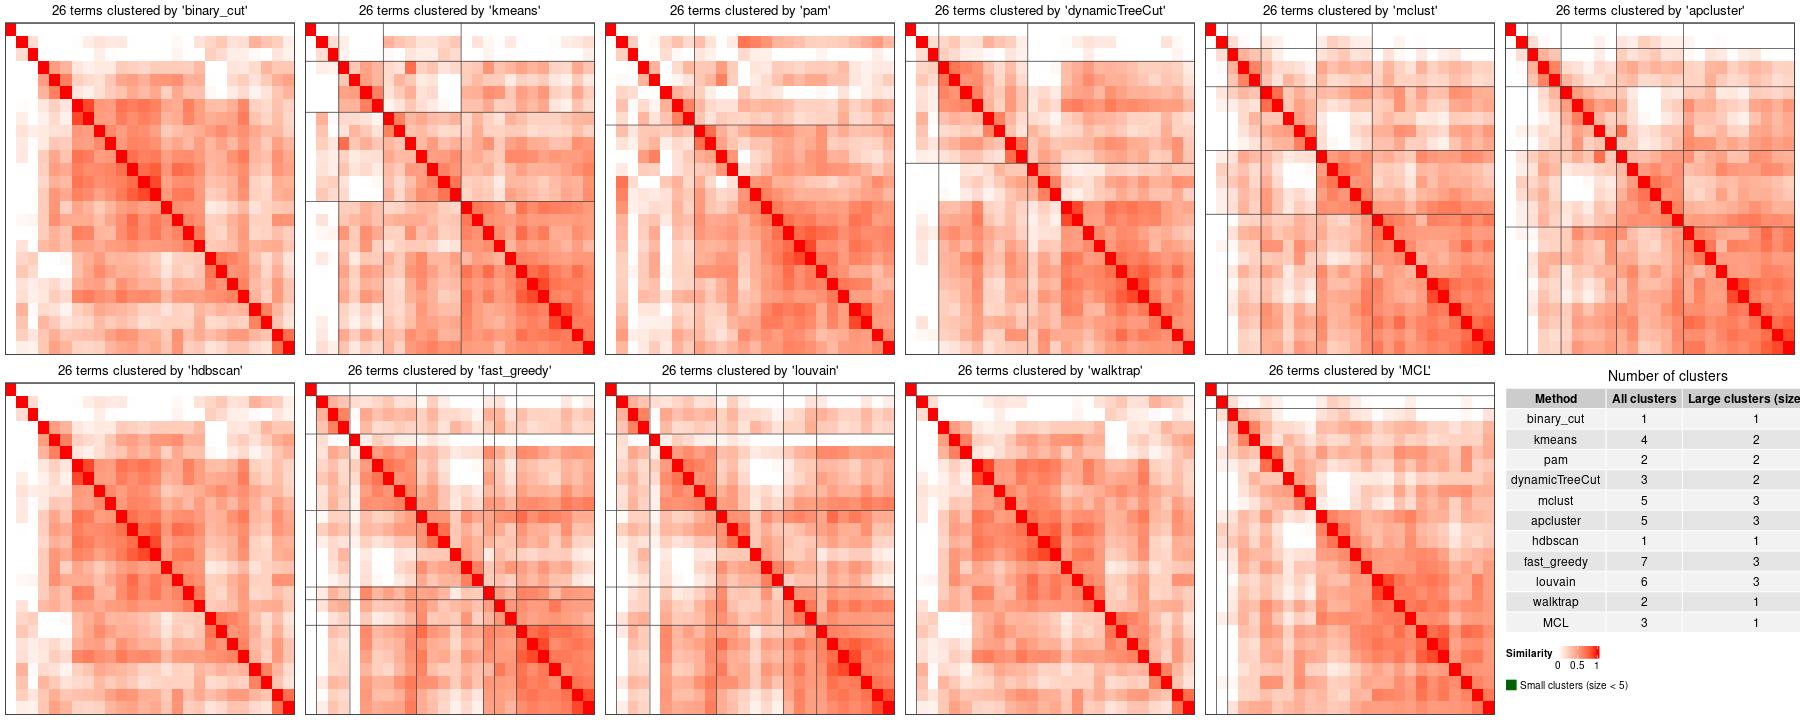 26 terms clustered by 'binary_cut'
26 terms clustered by 'kmeans'
26 terms clustered by 'pam'
26 terms clustered by 'dynamicTreeCut'
26 terms clustered by 'mclust'
26 terms clustered by 'apcluster'
26 terms clustered by 'hdbscan'
26 terms clustered by 'fast_greedy'
26 terms clustered by 'louvain'
26 terms clustered by 'walktrap'
26 terms clustered by 'MCL'
Number of clusters
Method All clusters Large clusters (size
binary_cut 1 1
kmeans 4 2
pam 2 2
dynamicTreeCut 3 2
mclust 5 3
apcluster 5 3
hdbscan 1 1
fast_greedy 7 3
louvain 6 3
walktrap 2 1
MCL 3 1
Similarity
0 0.5 1
Small clusters (size < 5)